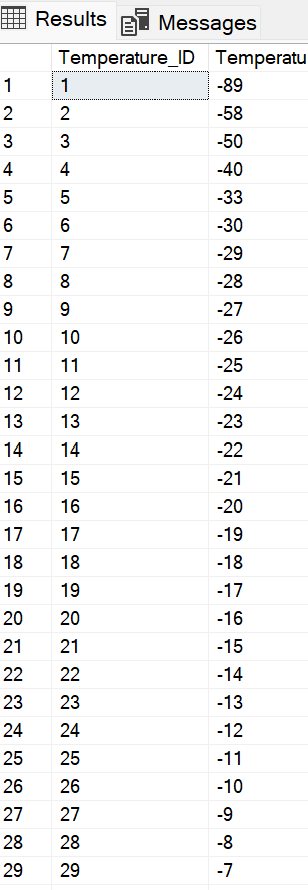 Results Messages
Temperature_ID Temperatu
1 1 -89
2 2 -58
3 3 -50
4 4 -40
5 5 -33
6 6 -30
7 7 -29
8 8 -28
9 9 -27
10 10 -26
11 11 -25
12 12 -24
13 13 -23
14 14 -22
15 15 -21
16 16 -20
17 17 -19
18 18 -18
19 19 -17
20 20 -16
21 21 -15
22 22 -14
23 23 -13
24 24 -12
25 25 -11
26 26 -10
27 27 -9
28 28 -8
29 29 -7